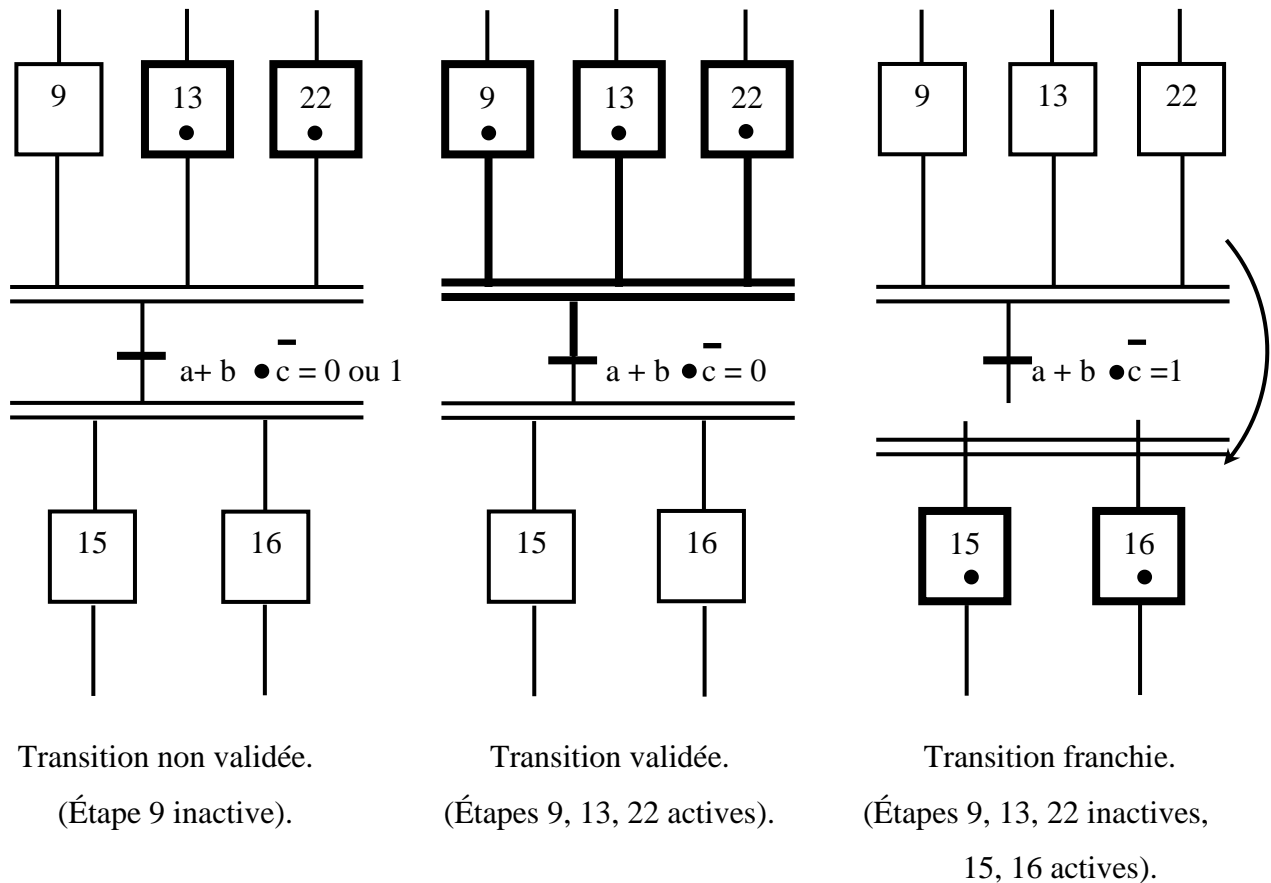 9 13 22
a+ b ● c̄ = 0 ou 1
15 16
Transition non validée.
(Étape 9 inactive).
9 13 22
a + b ● c̄ = 0
15 16
Transition validée.
(Étapes 9, 13, 22 actives).
9 13 22
a + b ● c̄ =1
15 16
Transition franchie.
(Étapes 9, 13, 22 inactives,
15, 16 actives).